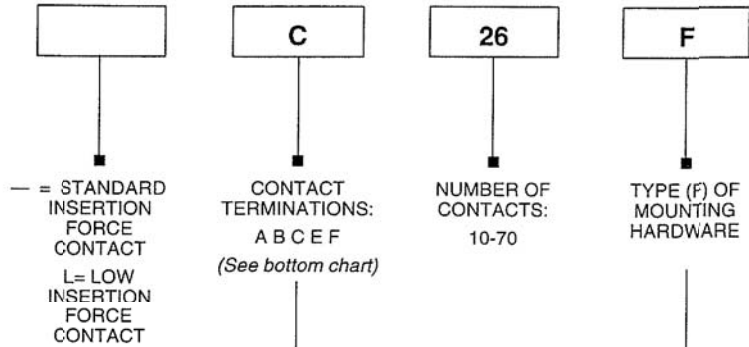 C
26
F
— = STANDARD
INSERTION
FORCE
CONTACT
L= LOW
INSERTION
FORCE
CONTACT
CONTACT
TERMINATIONS:
A B C E F
(See bottom chart)
NUMBER OF
CONTACTS:
10-70
TYPE (F) OF
MOUNTING
HARDWARE